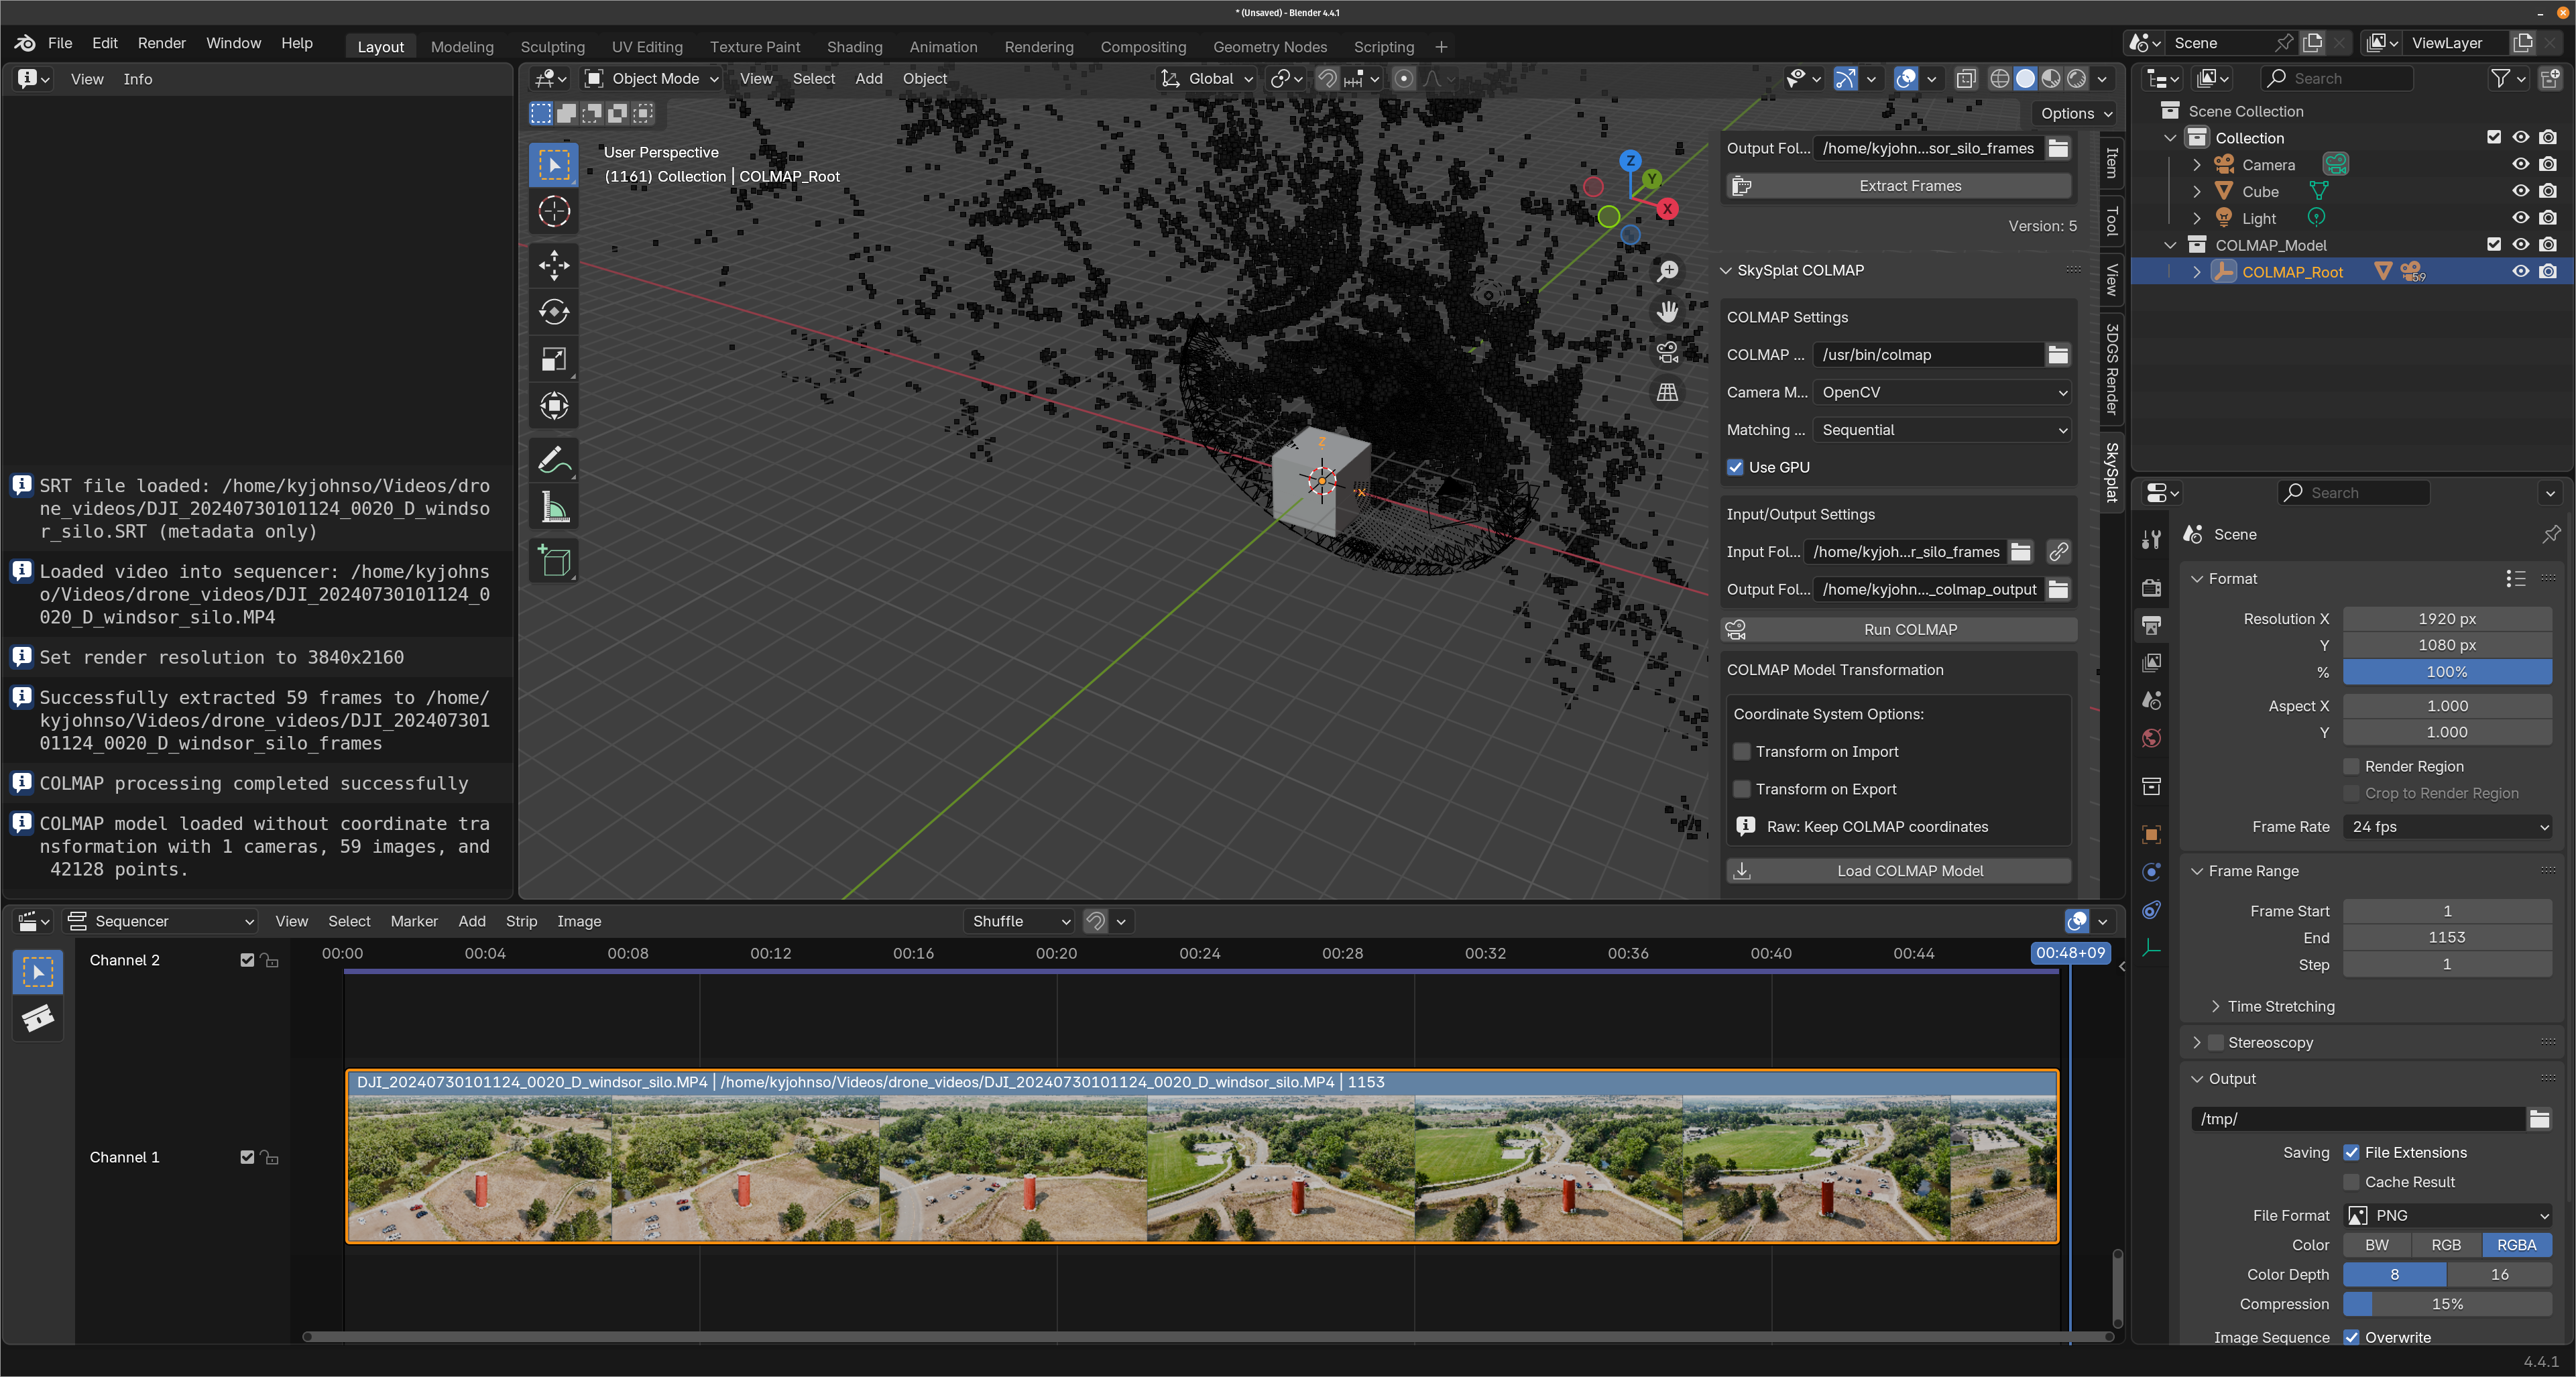 * (Unsaved) - Blender 4.4.1
File Edit Render Window Help
Layout Modeling Sculpting UV Editing Texture Paint Shading Animation Rendering Compositing Geometry Nodes Scripting +
Scene
ViewLayer
View Info
SRT file loaded: /home/kyjohnso/Videos/dro
ne_videos/DJI_20240730101124_0020_D_windso
r_silo.SRT (metadata only)
Loaded video into sequencer: /home/kyjohns
o/Videos/drone_videos/DJI_20240730101124_0
020_D_windsor_silo.MP4
Set render resolution to 3840x2160
Successfully extracted 59 frames to /home/
kyjohnso/Videos/drone_videos/DJI_202407301
01124_0020_D_windsor_silo_frames
COLMAP processing completed successfully
COLMAP model loaded without coordinate tra
nsformation with 1 cameras, 59 images, and
42128 points.
Object Mode View Select Add Object
Global
Options
User Perspective
(1161) Collection | COLMAP_Root
Z
Y
X
Z
X
Output Fol... /home/kyjohn...sor_silo_frames
Extract Frames
Version: 5
SkySplat COLMAP
COLMAP Settings
COLMAP ... /usr/bin/colmap
Camera M... OpenCV
Matching ... Sequential
Use GPU
Input/Output Settings
Input Fol... /home/kyjoh...r_silo_frames
Output Fol... /home/kyjohn..._colmap_output
Run COLMAP
COLMAP Model Transformation
Coordinate System Options:
Transform on Import
Transform on Export
Raw: Keep COLMAP coordinates
Load COLMAP Model
Item
Tool
View
3DGS Render
SkySplat
Search
Scene Collection
Collection
Camera
Cube
Light
COLMAP_Model
COLMAP_Root 59
Search
Scene
Format
Resolution X 1920 px
Y 1080 px
% 100%
Aspect X 1.000
Y 1.000
Render Region
Crop to Render Region
Frame Rate 24 fps
Frame Range
Frame Start 1
End 1153
Step 1
Time Stretching
Stereoscopy
Output
/tmp/
Saving File Extensions
Cache Result
File Format PNG
Color BW RGB RGBA
Color Depth 8 16
Compression 15%
Image Sequence Overwrite
Sequencer View Select Marker Add Strip Image
Shuffle
00:00 00:04 00:08 00:12 00:16 00:20 00:24 00:28 00:32 00:36 00:40 00:44 00:48+09
Channel 2
DJI_20240730101124_0020_D_windsor_silo.MP4 | /home/kyjohnso/Videos/drone_videos/DJI_20240730101124_0020_D_windsor_silo.MP4 | 1153
Channel 1
4.4.1